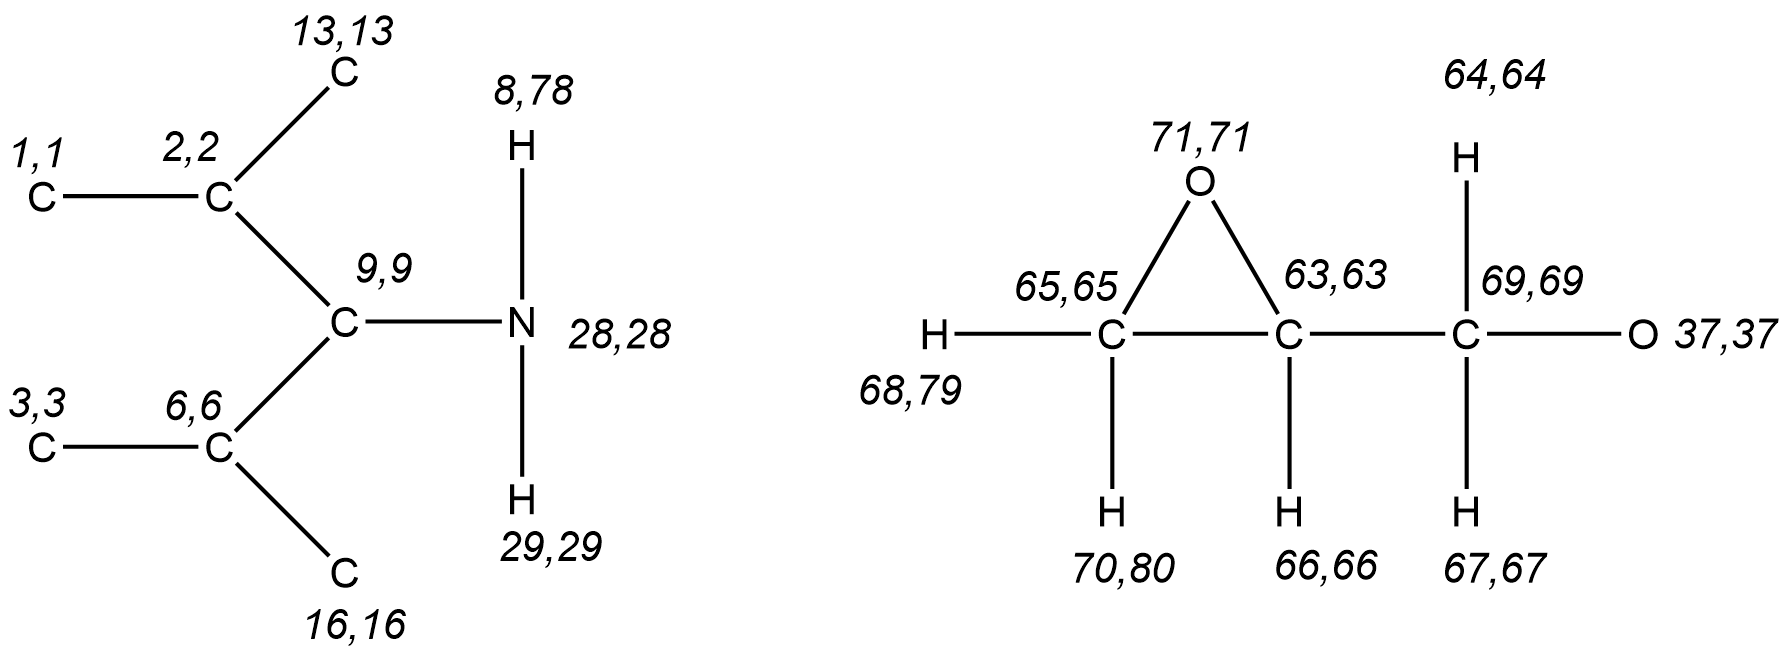 13,13
C
8,78
H
1,1
2,2
C
C
9,9
C
N
28,28
3,3
6,6
C
C
H
29,29
C
16,16
64,64
H
71,71
O
65,65
63,63
69,69
H
C
C
C
O
37,37
68,79
H
H
H
70,80
66,66
67,67